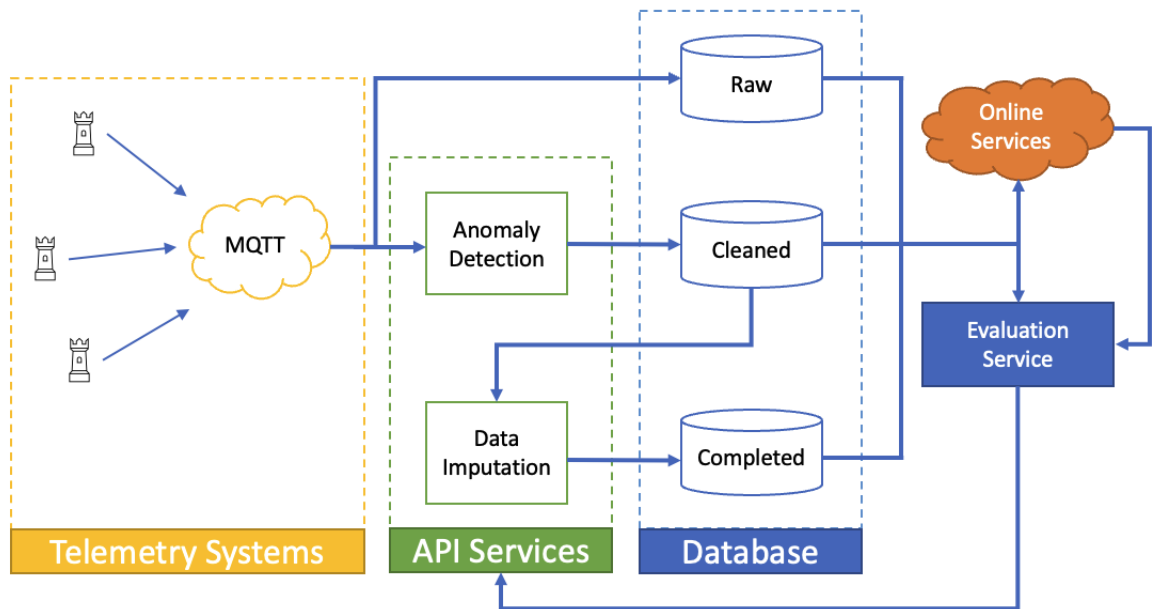 Raw
Online
Services
MQTT
Anomaly
Detection
Cleaned
Evaluation
Service
Data
Imputation
Completed
Telemetry Systems
API Services
Database